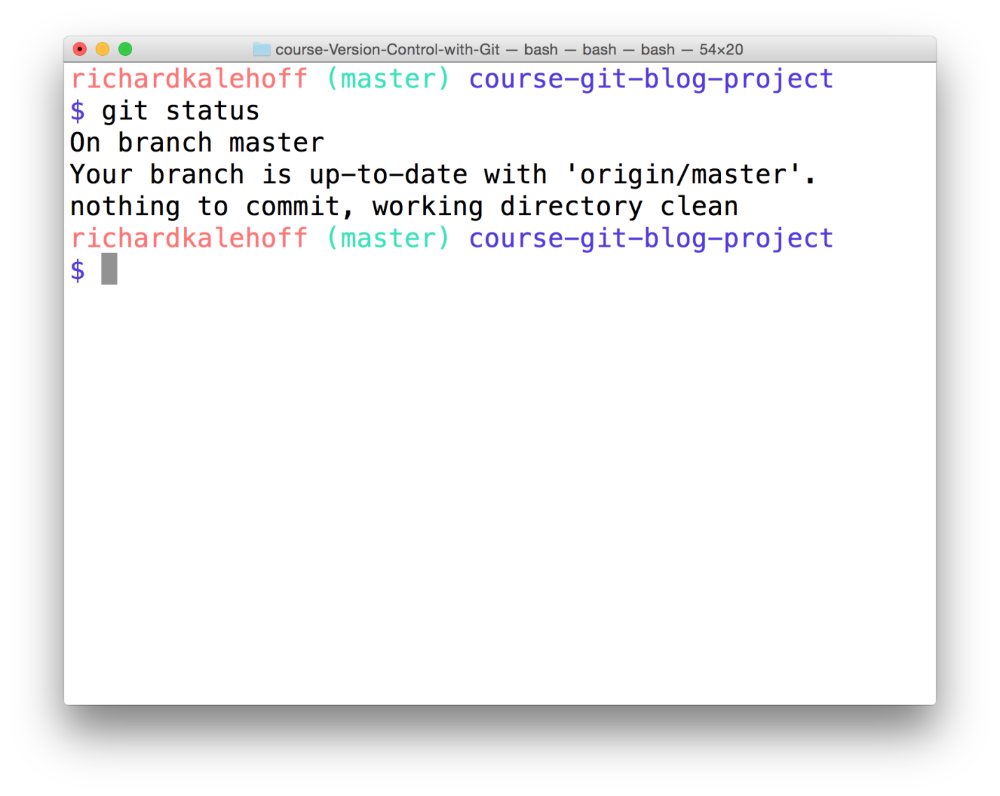 course-Version-Control-with-Git — bash — bash — bash — 54×20
richardkalehoff (master) course-git-blog-project
$ git status
On branch master
Your branch is up-to-date with 'origin/master'.
nothing to commit, working directory clean
richardkalehoff (master) course-git-blog-project
$